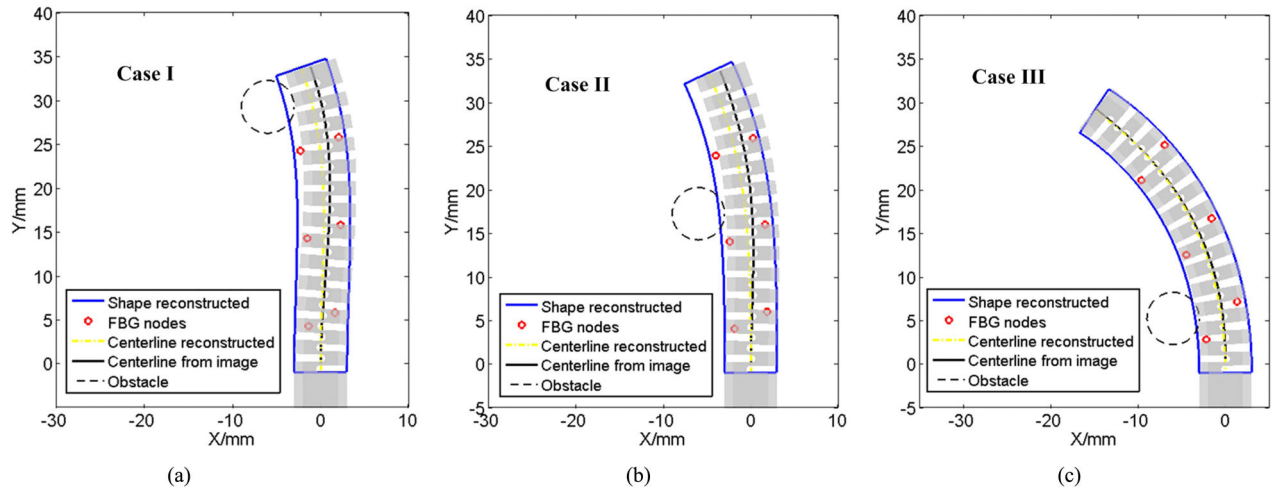 40
35
30
25
20
15
10
5
0
-5
Y/mm
Case I
Shape reconstructed
FBG nodes
Centerline reconstructed
Centerline from image
Obstacle
-30 -20 -10 0 10
X/mm
(a)
40
35
30
25
20
15
10
5
0
-5
Y/mm
Case II
Shape reconstructed
FBG nodes
Centerline reconstructed
Centerline from image
Obstacle
-30 -20 -10 0 10
X/mm
(b)
40
35
30
25
20
15
10
5
0
-5
Y/mm
Case III
Shape reconstructed
FBG nodes
Centerline reconstructed
Centerline from image
Obstacle
-30 -20 -10 0
X/mm
(c)